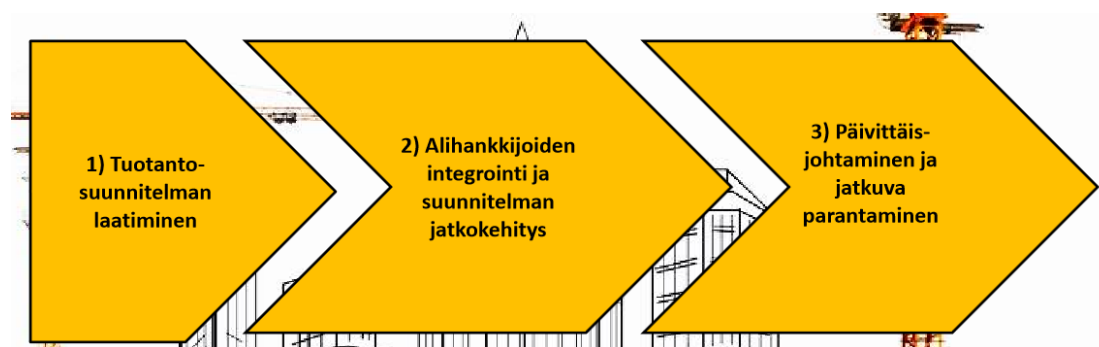 1) Tuotanto-
suunnitelman
laatiminen
2) Alihankkijoiden
integrointi ja
suunnitelman
jatkokehitys
3) Päivittäis-
johtaminen ja
jatkuva
parantaminen